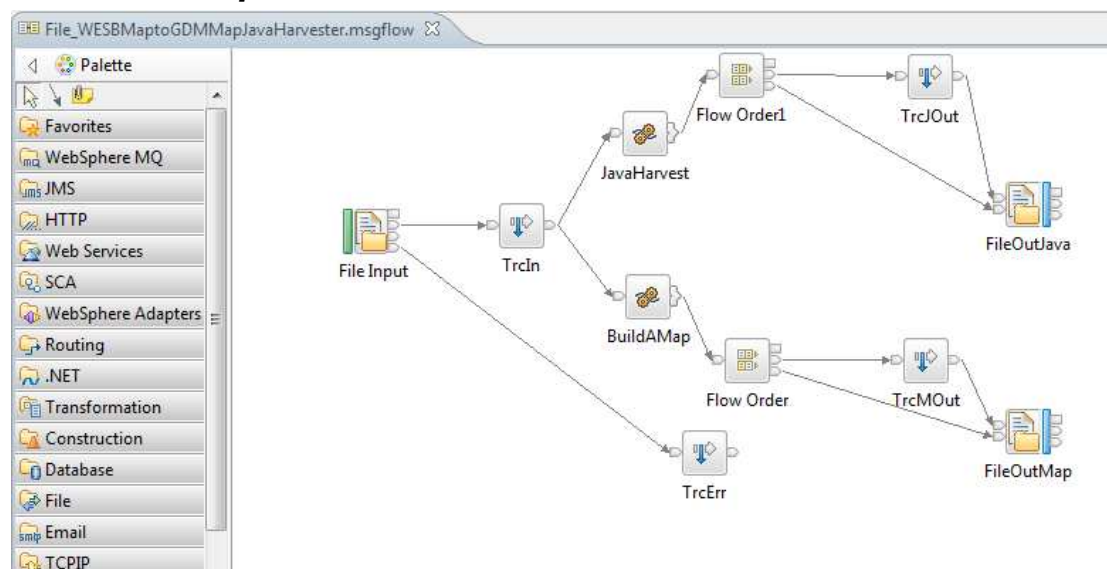 File_WESBMaptoGDMMapJavaHarvester.msgflow
Palette
Favorites
WebSphere MQ
JMS
HTTP
Web Services
SCA
WebSphere Adapters
Routing
.NET
Transformation
Construction
Database
File
Email
TCPIP
Flow Order1
TrcJOut
JavaHarvest
FileOutJava
File Input
TrcIn
BuildAMap
Flow Order
TrcMOut
FileOutMap
TrcErr